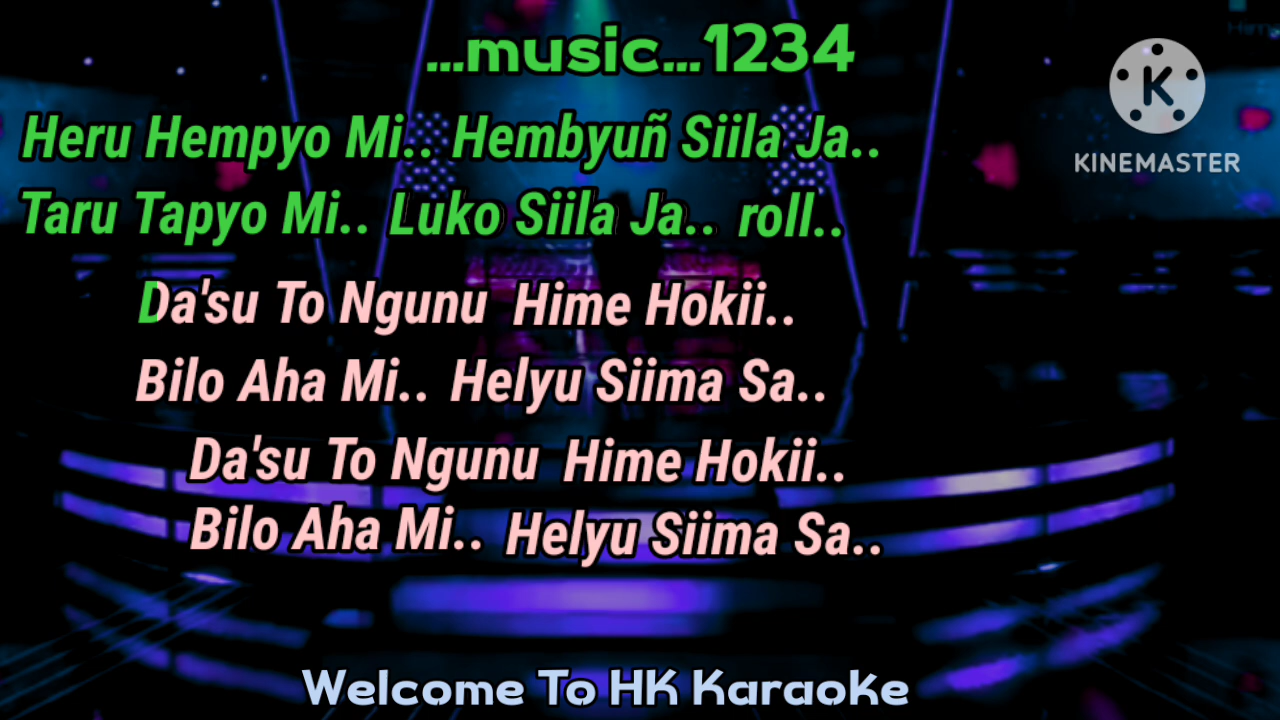 ...music...1234
KINEMASTER
Heru Hempyo Mi.. Hembyuñ Siila Ja..
Taru Tapyo Mi.. Luko Siila Ja.. roll..
Da'su To Ngunu Hime Hokii..
Bilo Aha Mi.. Helyu Siima Sa..
Da'su To Ngunu Hime Hokii..
Bilo Aha Mi.. Helyu Siima Sa..
Welcome To HK Karaoke